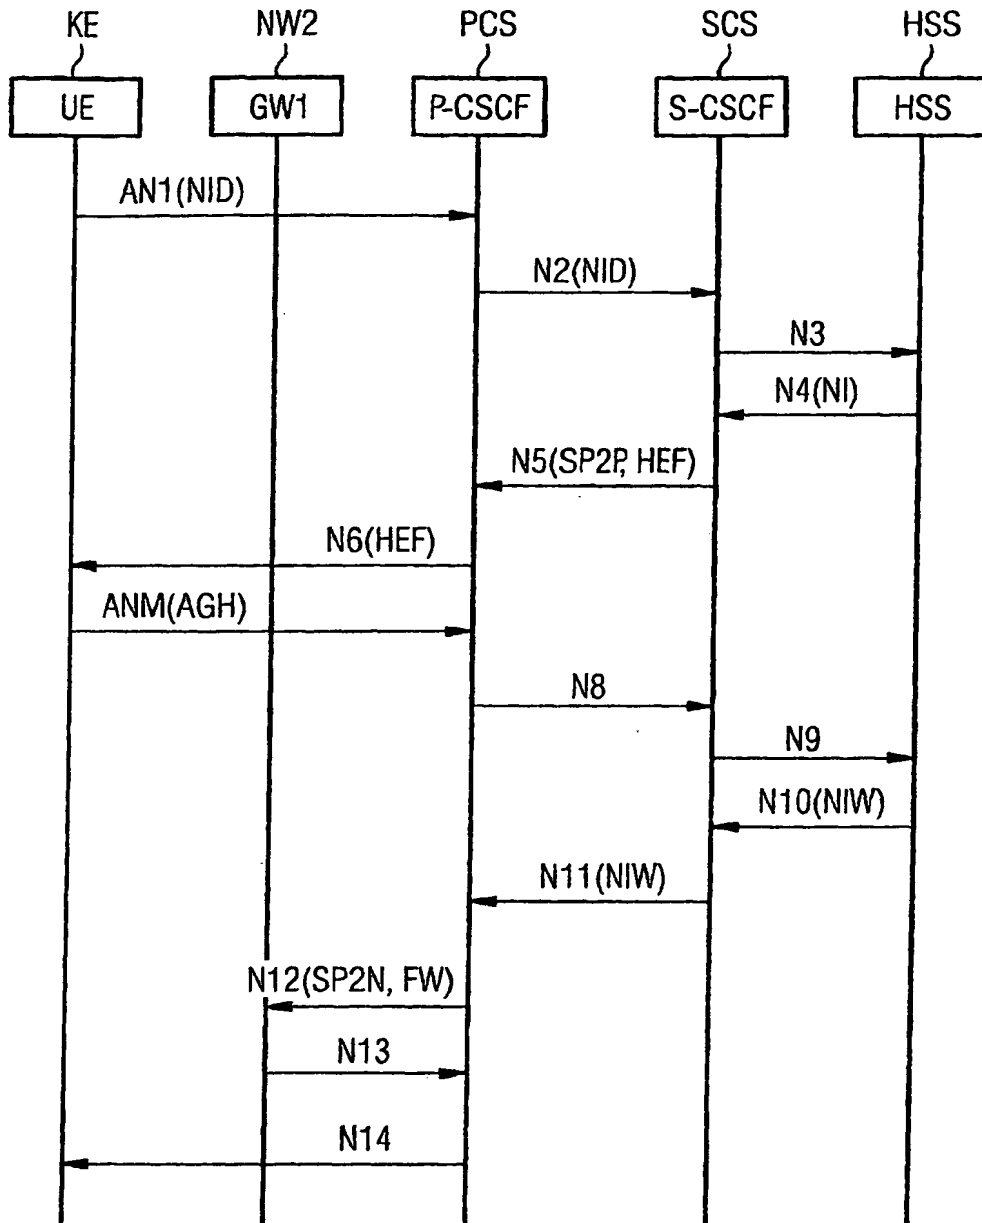 KE NW2 PCS SCS HSS
UE GW1 P-CSCF S-CSCF HSS
AN1(NID)
N2(NID)
N3
N4(NI)
N5(SP2P, HEF)
N6(HEF)
ANM(AGH)
N8
N9
N10(NIW)
N11(NIW)
N12(SP2N, FW)
N13
N14